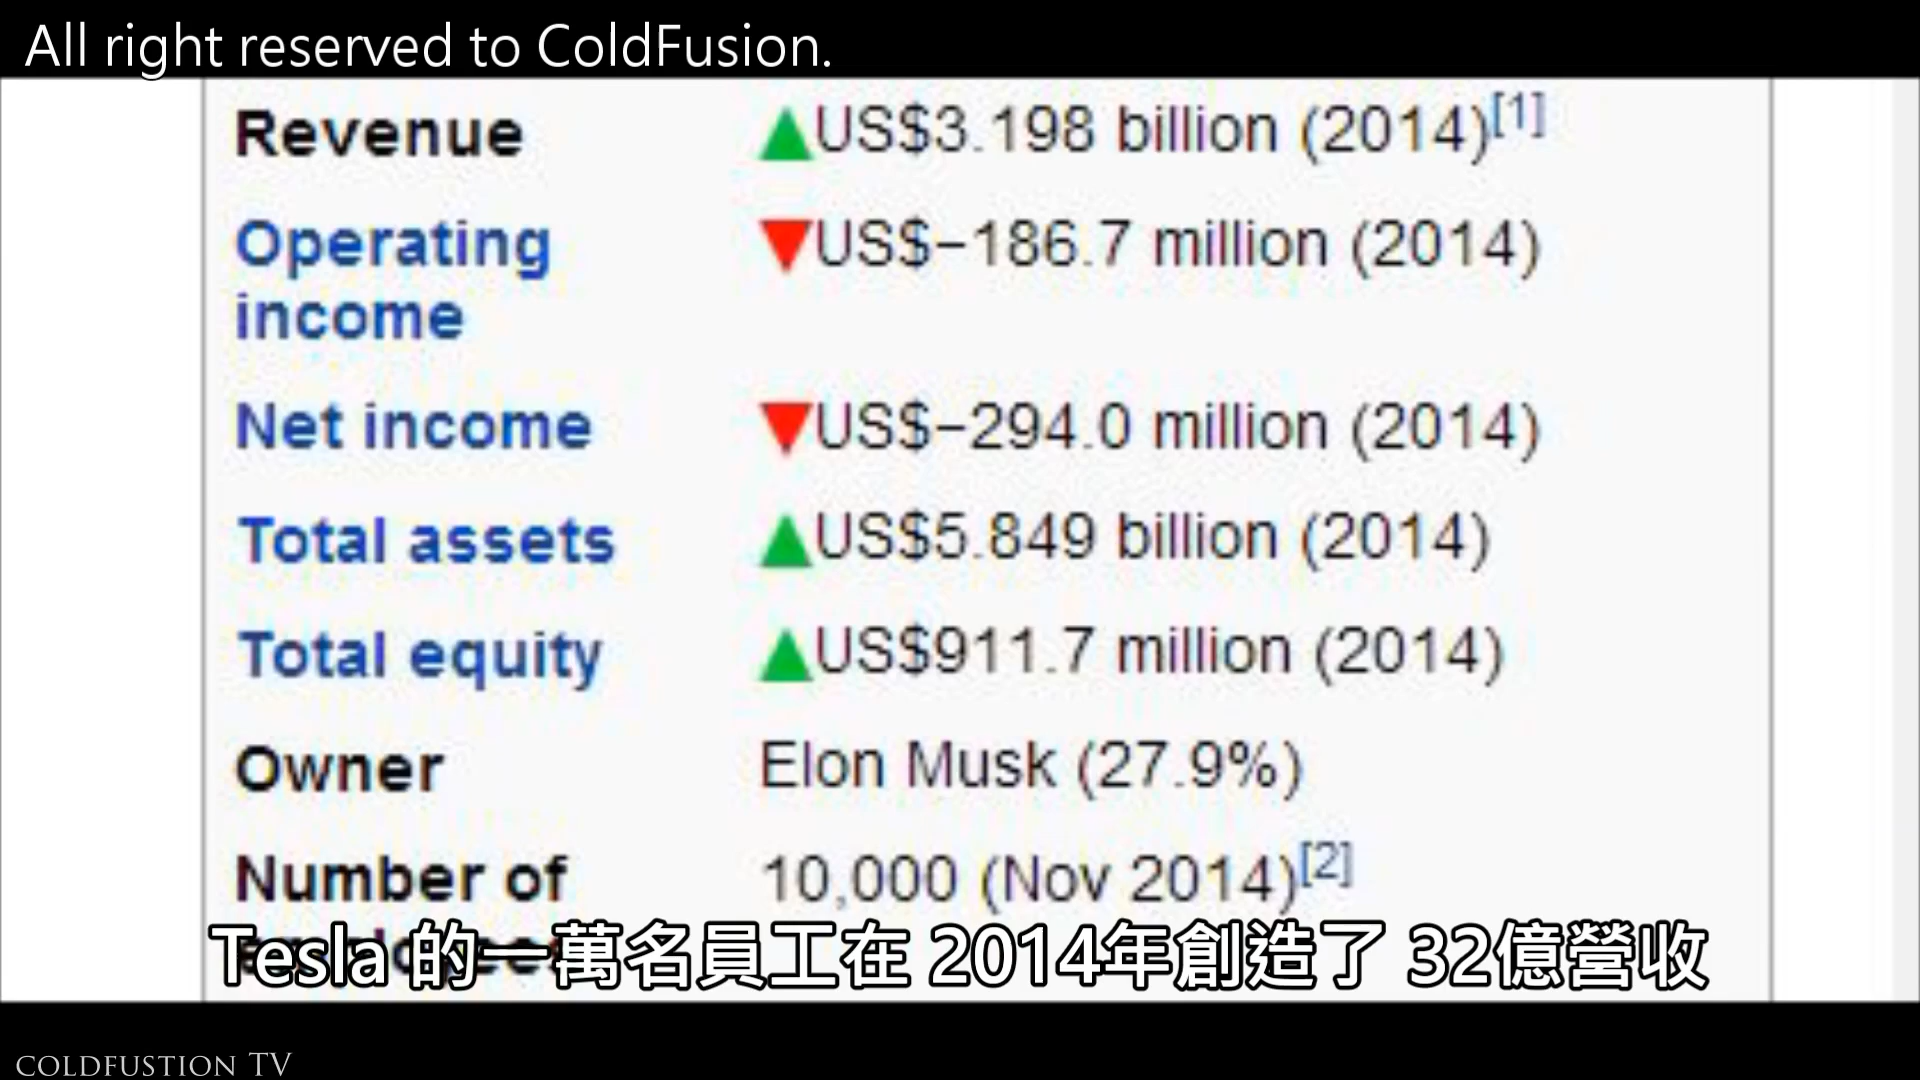 All right reserved to ColdFusion.
Revenue ▲US$3.198 billion (2014)[1]
Operating income ▼US$−186.7 million (2014)
Net income ▼US$−294.0 million (2014)
Total assets ▲US$5.849 billion (2014)
Total equity ▲US$911.7 million (2014)
Owner Elon Musk (27.9%)
Number of 10,000 (Nov 2014)[2]
Tesla 的一萬名員工在 2014年創造了 32億營收
COLDFUSTION TV